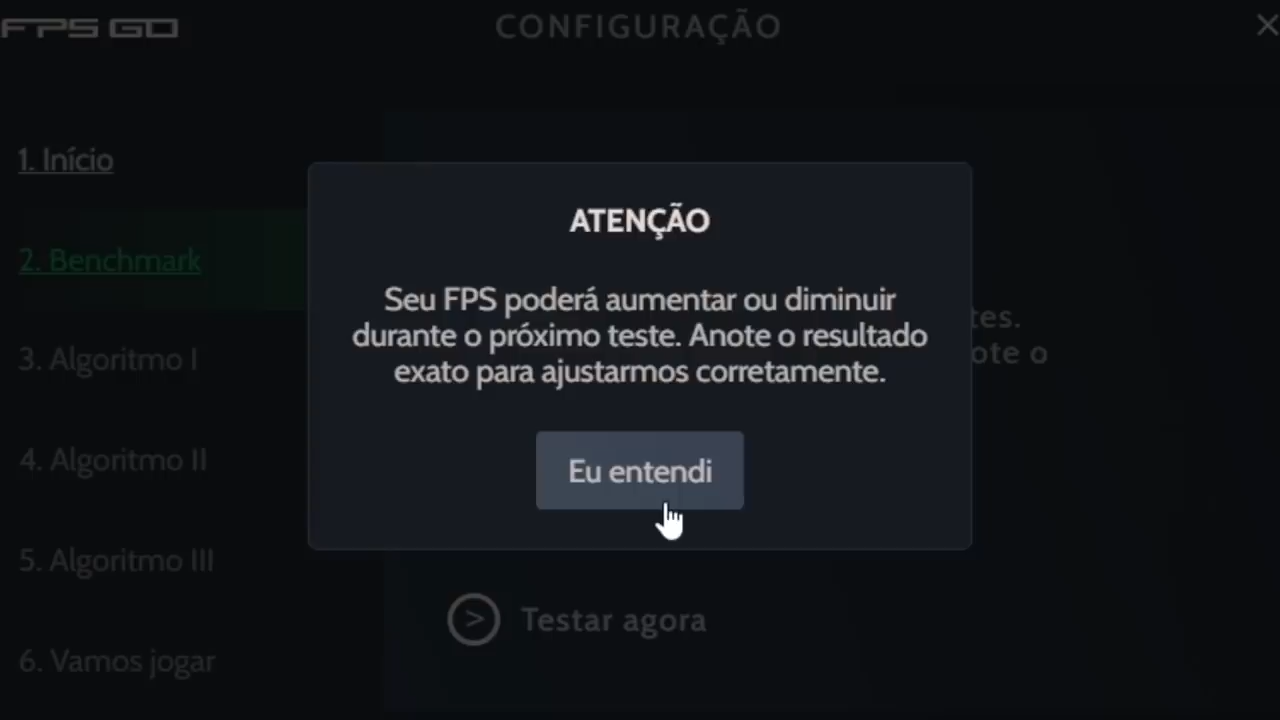 FPS GO
CONFIGURAÇÃO
1. Início
2. Benchmark
3. Algoritmo I
4. Algoritmo II
5. Algoritmo III
6. Vamos jogar
ATENÇÃO
Seu FPS poderá aumentar ou diminuir
durante o próximo teste. Anote o resultado
exato para ajustarmos corretamente.
Eu entendi
tes.
ote o
> Testar agora